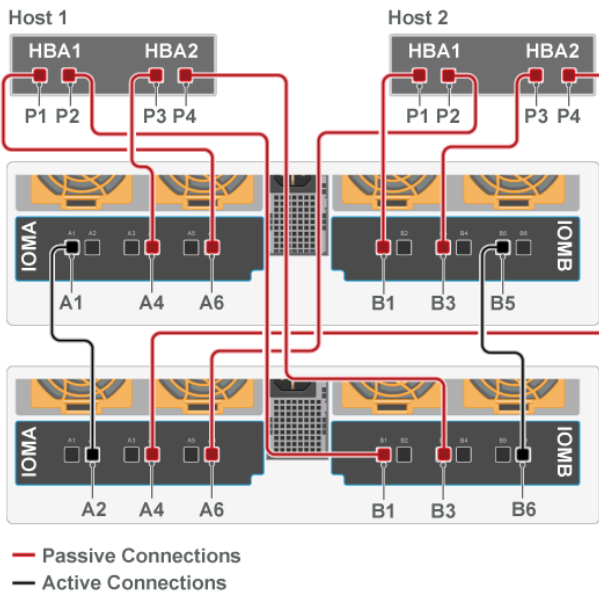 Host 1 Host 2
HBA1 HBA2 HBA1 HBA2
P1 P2 P3 P4 P1 P2 P3 P4
IOMA A1 A2 A3 A5 B2 B4 B5 B6 IOMB
A1 A4 A6 B1 B3 B5
IOMA A1 A3 A5 B1 B2 B4 B5 IOMB
A2 A4 A6 B1 B3 B6
Passive Connections
Active Connections